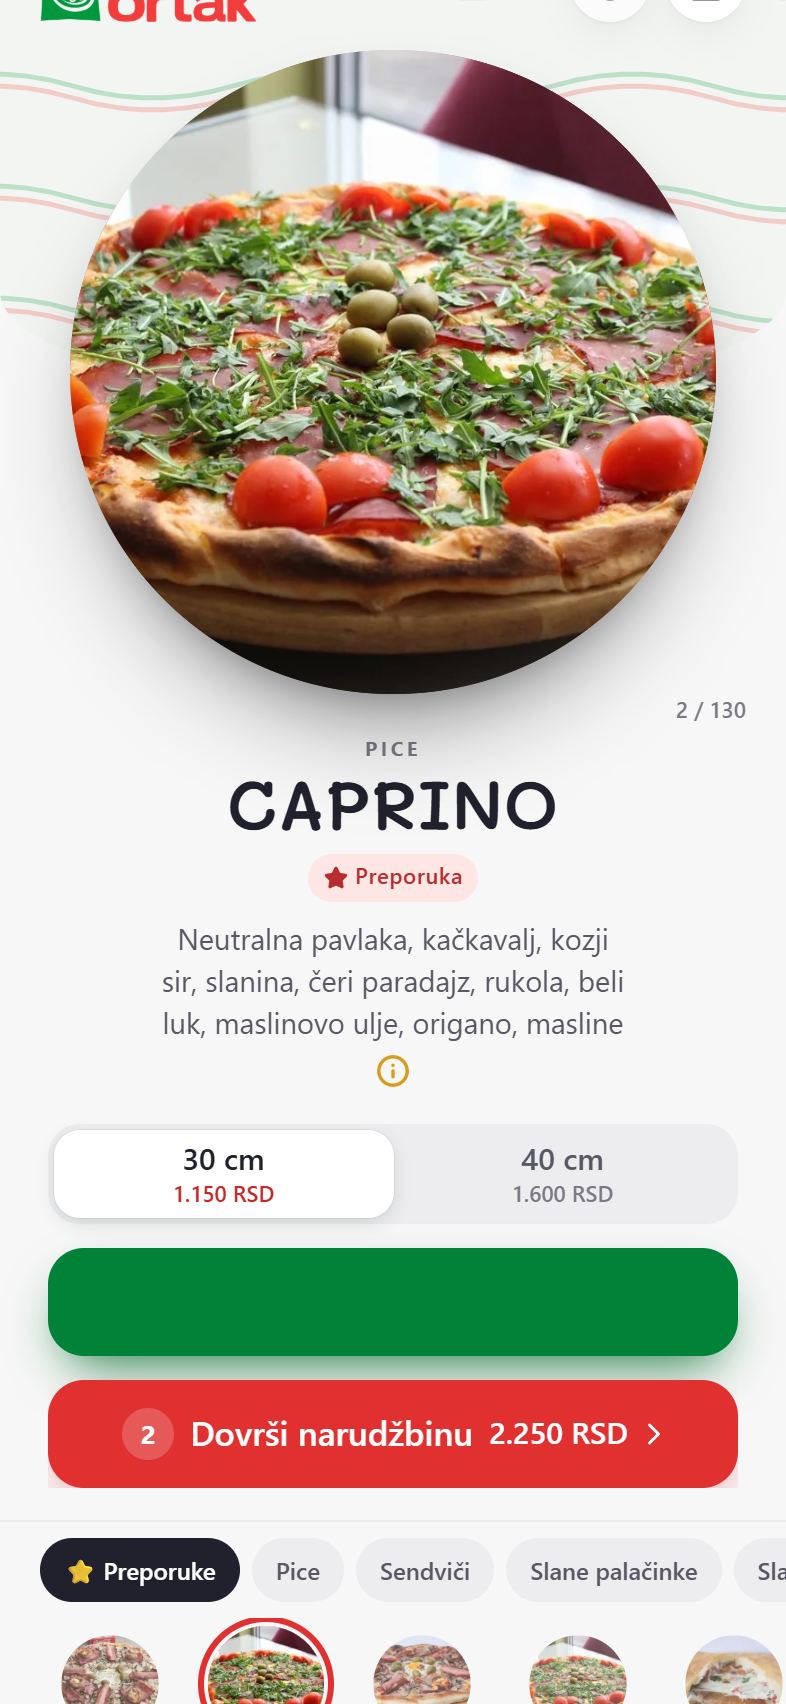 ortak
2 / 130
PICE
CAPRINO
Preporuka
Neutralna pavlaka, kačkavalj, kozji
sir, slanina, čeri paradajz, rukola, beli
luk, maslinovo ulje, origano, masline
30 cm
40 cm
1.150 RSD
1.600 RSD
2 Dovrši narudžbinu 2.250 RSD
Preporuke Pice Sendviči Slane palačinke Sla